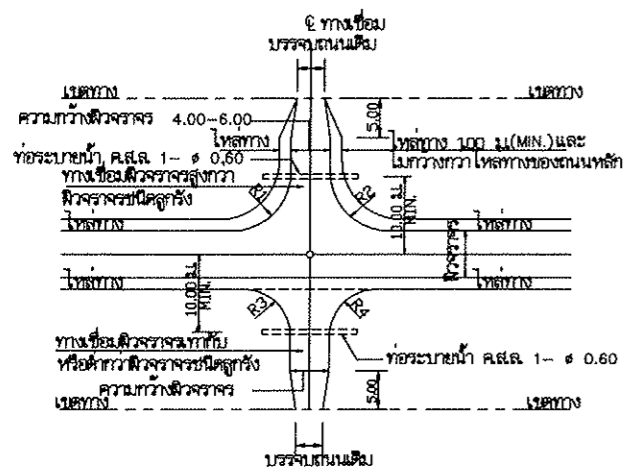 ℄ ทางเชื่อม
บรรจบถนนเดิม
เขตทาง
เขตทาง
ความกว้างผิวจราจร 4.00-6.00
5.00
ไหล่ทาง
ไหล่ทาง 1.00 ม.(MIN.)และ
ไม่กว้างกว่าไหล่ทางของถนนหลัก
ท่อระบายน้ำ ค.ส.ล. 1- ø 0.60
ทางเชื่อมผิวจราจรสูงกว่า
ผิวจราจรชนิดลูกรัง
R1
R2
10.00 ม.
MIN.
ไหล่ทาง
ไหล่ทาง
ผิวจราจร
ไหล่ทาง
ไหล่ทาง
10.00 ม.
MIN.
R3
R4
ทางเชื่อมผิวจราจรเท่ากับ
หรือต่ำกว่าผิวจราจรชนิดลูกรัง
ท่อระบายน้ำ ค.ส.ล. 1- ø 0.60
ความกว้างผิวจราจร
5.00
เขตทาง
เขตทาง
บรรจบถนนเดิม